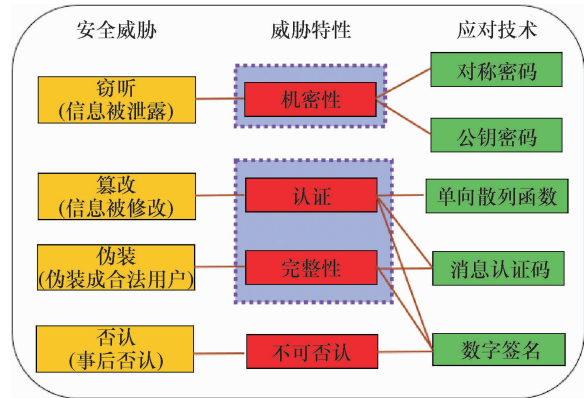 安全威胁
威胁特性
应对技术
窃听
(信息被泄露)
机密性
对称密码
公钥密码
篡改
(信息被修改)
认证
单向散列函数
伪装
(伪装成合法用户)
完整性
消息认证码
否认
(事后否认)
不可否认
数字签名